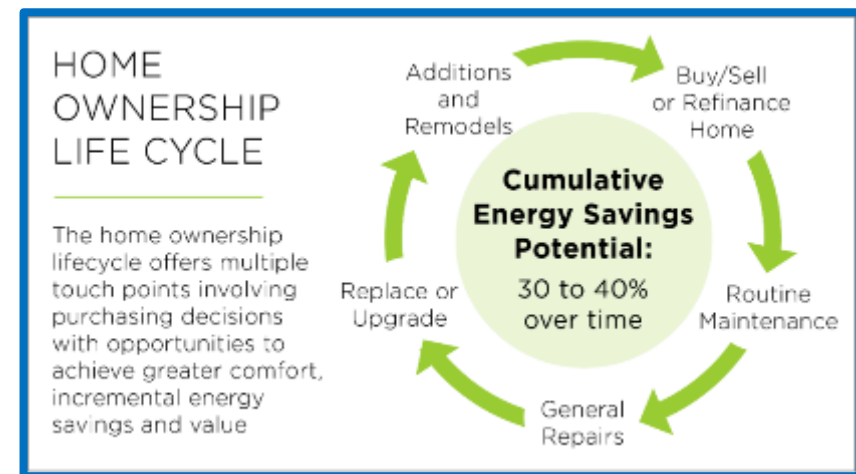 HOME
OWNERSHIP
LIFE CYCLE
The home ownership
lifecycle offers multiple
touch points involving
purchasing decisions
with opportunities to
achieve greater comfort,
incremental energy
savings and value
Additions
and
Remodels
Buy/Sell
or Refinance
Home
Routine
Maintenance
General
Repairs
Replace or
Upgrade
Cumulative
Energy Savings
Potential:
30 to 40%
over time